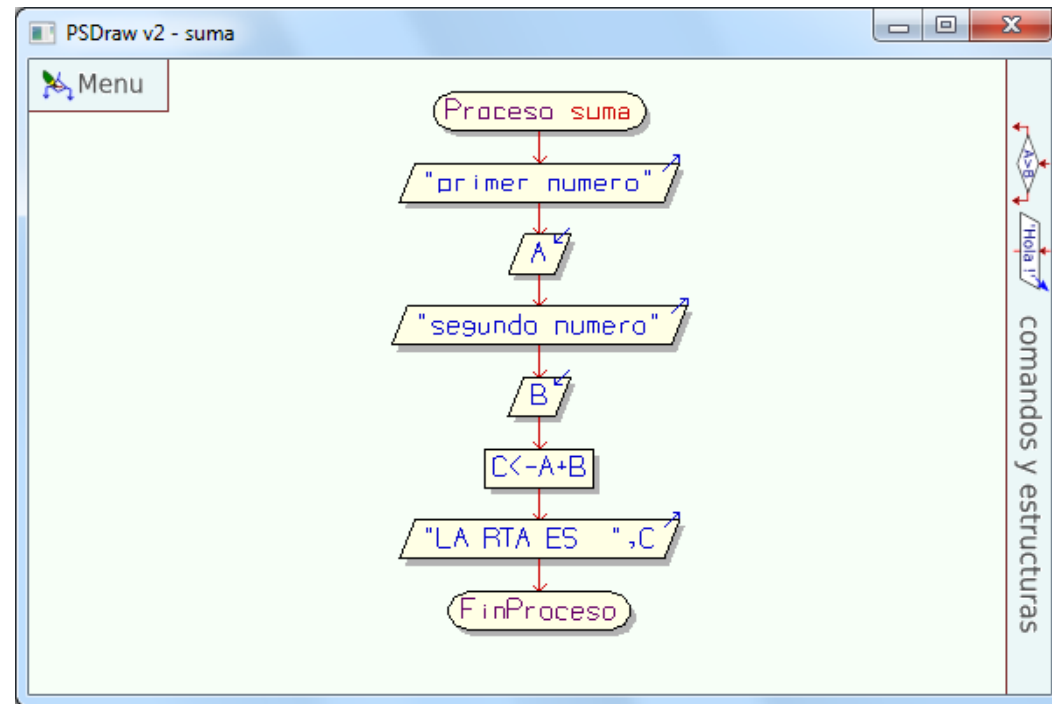 PSDraw v2 - suma
Menu
Proceso suma
"primer numero"
A
"segundo numero"
B
C<-A+B
"LA RTA ES  ",C
FinProceso
A>B
"Hola !"
comandos y estructuras